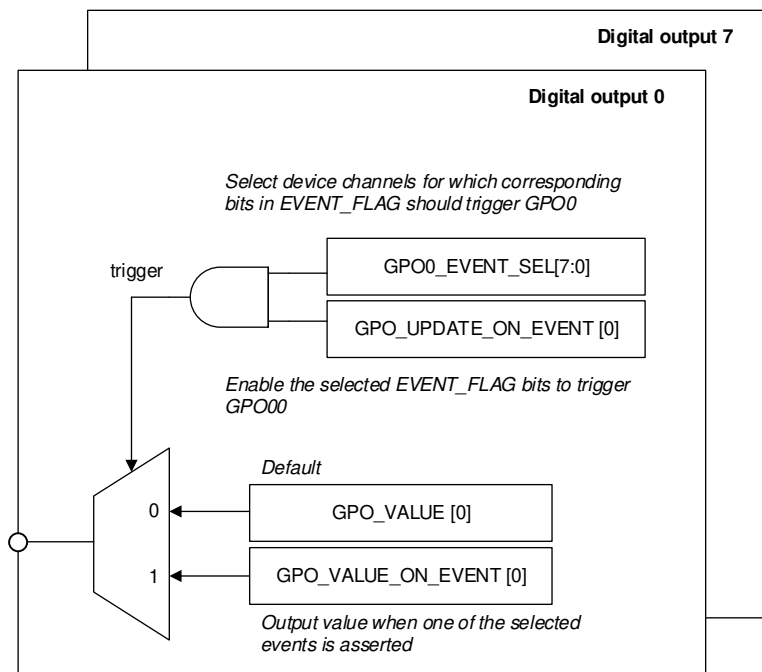 Digital output 7
Digital output 0
Select device channels for which corresponding
bits in EVENT_FLAG should trigger GPO0
trigger
GPO0_EVENT_SEL[7:0]
GPO_UPDATE_ON_EVENT [0]
Enable the selected EVENT_FLAG bits to trigger
GPO00
Default
0
GPO_VALUE [0]
1
GPO_VALUE_ON_EVENT [0]
Output value when one of the selected
events is asserted